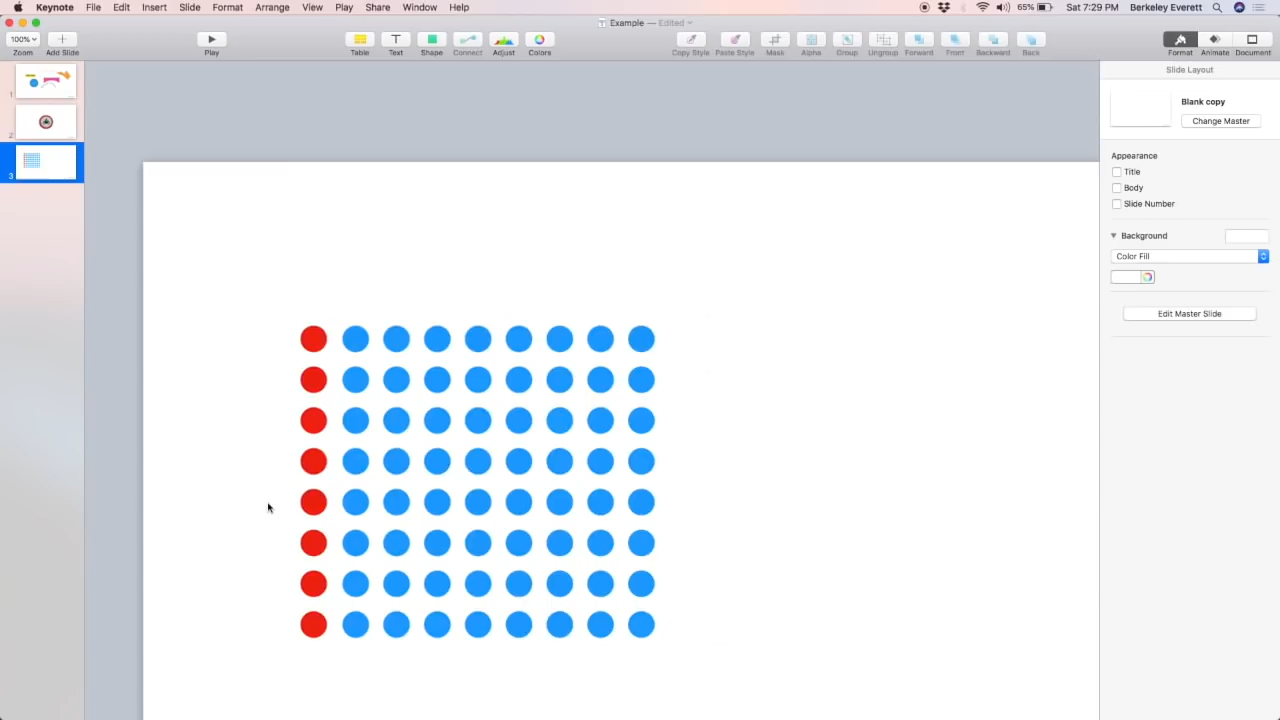 Keynote File Edit Insert Slide Format Arrange View Play Share Window Help 65% Sat 7:29 PM Berkeley Everett
Example — Edited
100%
Zoom Add Slide Play Table Text Shape Connect Adjust Colors Copy Style Paste Style Mask Alpha Group Ungroup Forward Front Backward Back Format Animate Document
Slide Layout
1
Blank copy
Change Master
2
Appearance
Title
3
Body
Slide Number
Background
Color Fill
Edit Master Slide